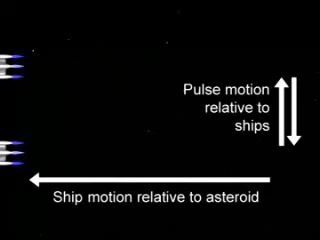 Pulse motion
relative to
ships
Ship motion relative to asteroid